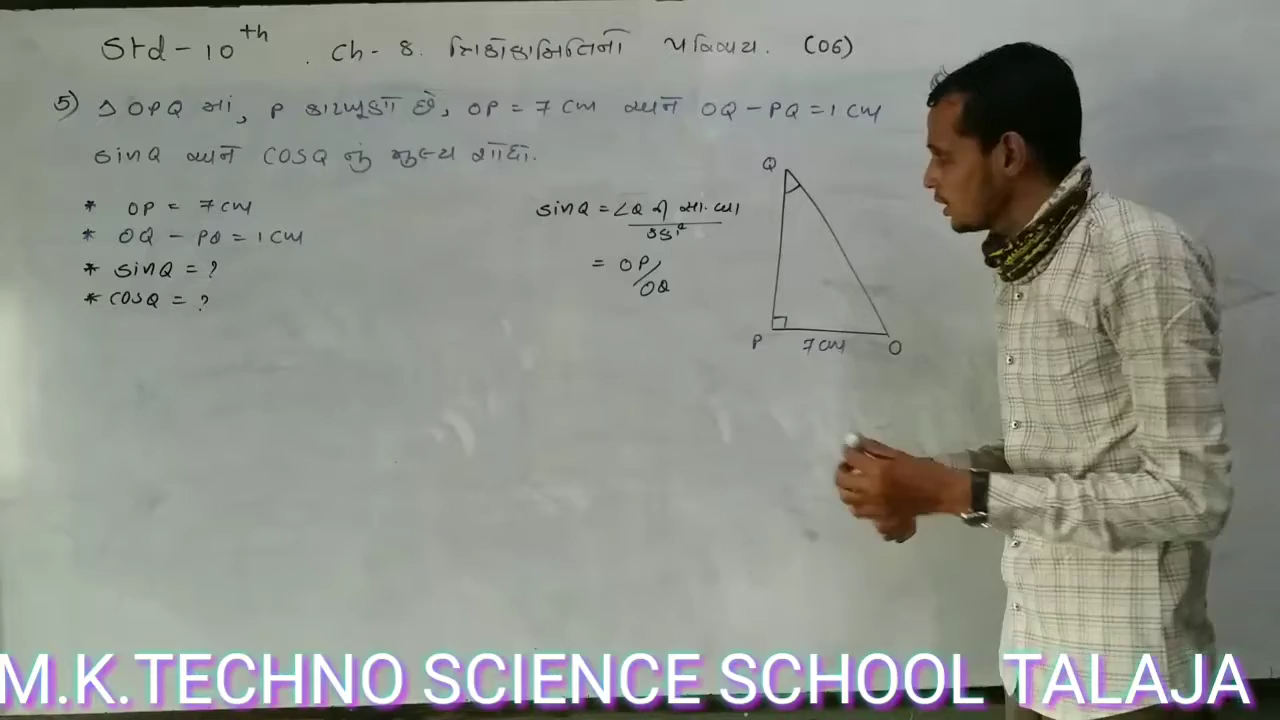 Std - 10th . Ch - 8. ત્રિકોણમિતિનો પરિચય. (06)
5) △ OPQ માં, P કાટખૂણો છે, OP = 7 cm અને OQ - PQ = 1 cm
sinQ અને COSQ નું મૂલ્ય શોધો.
* OP = 7 cm
* OQ - PQ = 1 cm
* sinQ = ?
* COSQ = ?
sinQ = ∠Q ની સા. બા / કર્ણ
= OP/OQ
Q
P 7 cm O
M.K.TECHNO SCIENCE SCHOOL TALAJA